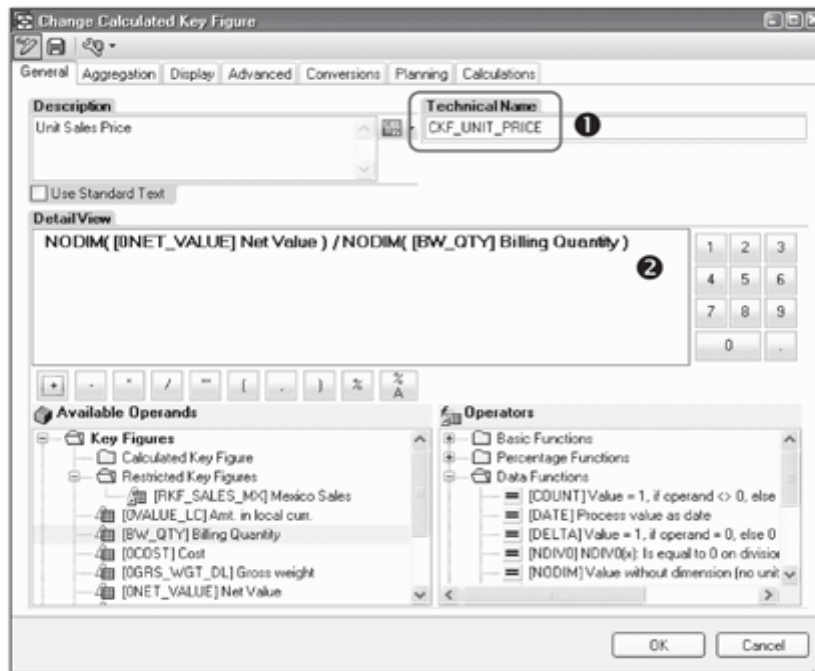 Change Calculated Key Figure
General Aggregation Display Advanced Conversions Planning Calculations
Description
Technical Name
Unit Sales Price
CKF_UNIT_PRICE
❶
Use Standard Text
Detail View
NODIM( [0NET_VALUE] Net Value ) / NODIM( [BW_QTY] Billing Quantity )
❷
1 2 3
4 5 6
7 8 9
0 .
+ - * / ** ( , ) % %A
Available Operands
Operators
Key Figures
Calculated Key Figure
Restricted Key Figures
[RKF_SALES_MX] Mexico Sales
[0VALUE_LC] Amt. in local curr.
[BW_QTY] Billing Quantity
[0COST] Cost
[0GRS_WGT_DL] Gross weight
[0NET_VALUE] Net Value
Basic Functions
Percentage Functions
Data Functions
[COUNT] Value = 1, if operand <> 0, else
[DATE] Process value as date
[DELTA] Value = 1, if operand = 0, else 0
[NDIV0] NDIV0(x): Is equal to 0 on divisio
[NODIM] Value without dimension (no unit
OK Cancel